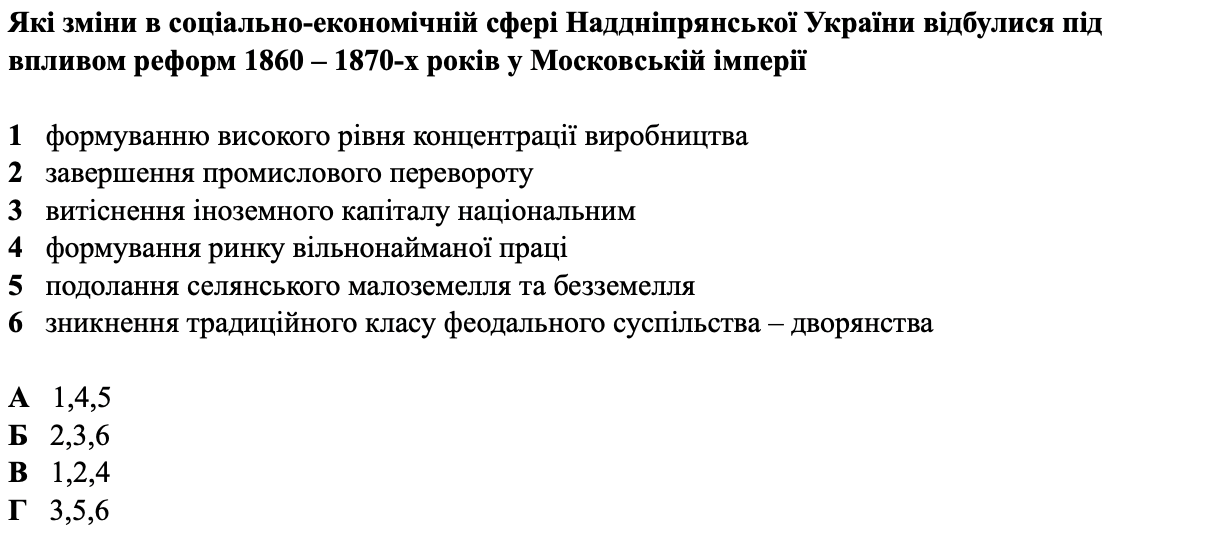 Які зміни в соціально-економічній сфері Наддніпрянської України відбулися під
впливом реформ 1860 – 1870-х років у Московській імперії
1 формуванню високого рівня концентрації виробництва
2 завершення промислового перевороту
3 витіснення іноземного капіталу національним
4 формування ринку вільнонайманої праці
5 подолання селянського малоземелля та безземелля
6 зникнення традиційного класу феодального суспільства – дворянства
А 1,4,5
Б 2,3,6
В 1,2,4
Г 3,5,6